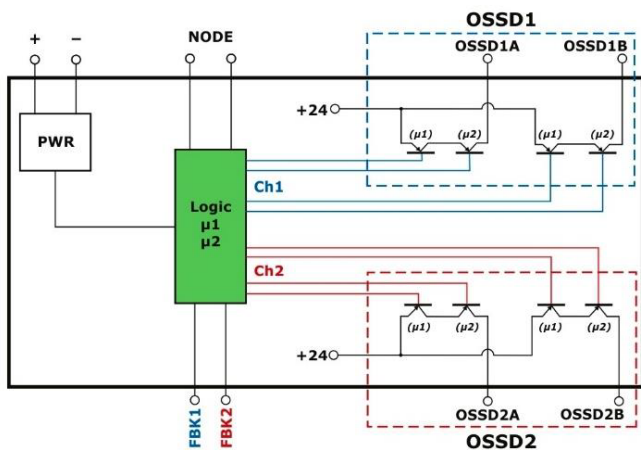 OSSD1
+ − NODE OSSD1A OSSD1B
+24
(μ1) (μ2) (μ1) (μ2)
PWR
Ch1
Logic
μ1
μ2
Ch2
(μ1) (μ2) (μ1) (μ2)
+24
FBK1 FBK2
OSSD2A OSSD2B
OSSD2